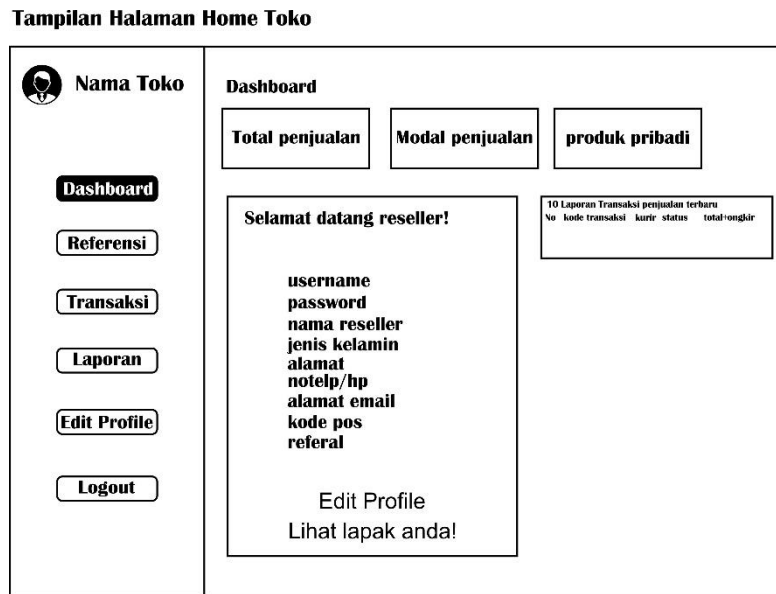 Tampilan Halaman Home Toko
Nama Toko
Dashboard
Referensi
Transaksi
Laporan
Edit Profile
Logout
Dashboard
Total penjualan
Modal penjualan
produk pribadi
Selamat datang reseller!
username
password
nama reseller
jenis kelamin
alamat
notelp/hp
alamat email
kode pos
referal
Edit Profile
Lihat lapak anda!
10 Laporan Transaksi penjualan terbaru
No kode transaksi kurir status total+ongkir